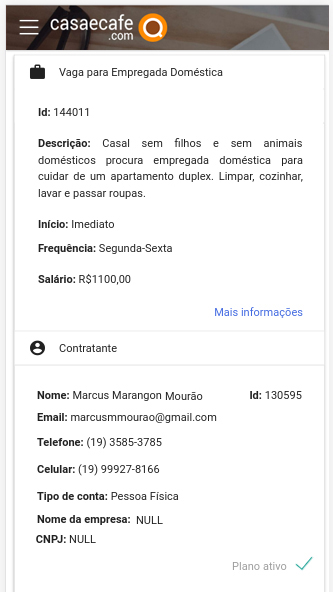 casaecafe
.com
Vaga para Empregada Doméstica
Id: 144011
Descrição: Casal sem filhos e sem animais
domésticos procura empregada doméstica para
cuidar de um apartamento duplex. Limpar, cozinhar,
lavar e passar roupas.
Início: Imediato
Frequência: Segunda-Sexta
Salário: R$1100,00
Mais informações
Contratante
Nome: Marcus Marangon Mourão Id: 130595
Email: marcusmmourao@gmail.com
Telefone: (19) 3585-3785
Celular: (19) 99927-8166
Tipo de conta: Pessoa Física
Nome da empresa: NULL
CNPJ: NULL
Plano ativo